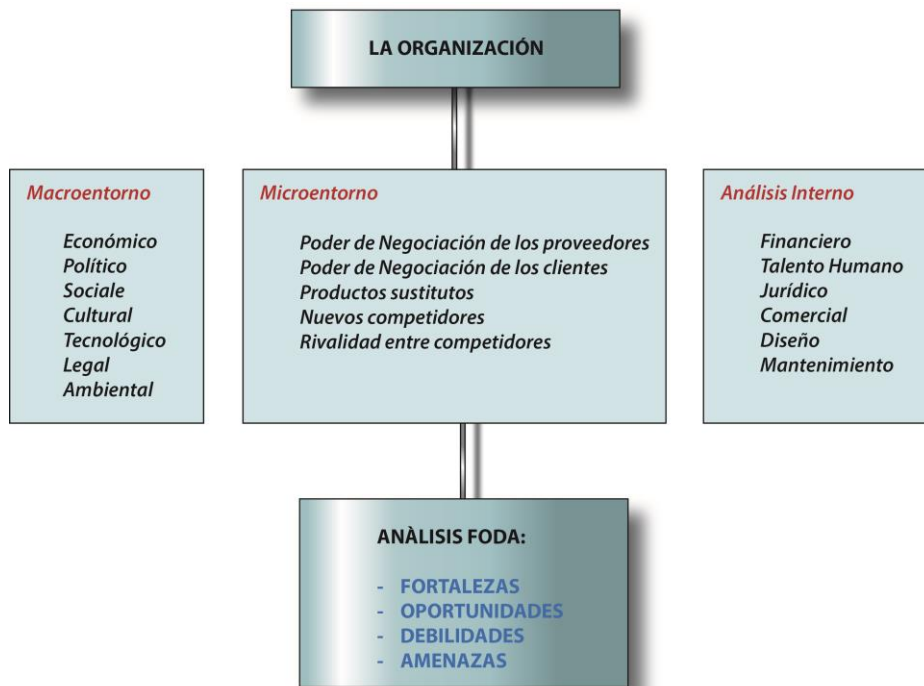 LA ORGANIZACIÓN
Macroentorno
Económico
Político
Sociale
Cultural
Tecnológico
Legal
Ambiental
Microentorno
Poder de Negociación de los proveedores
Poder de Negociación de los clientes
Productos sustitutos
Nuevos competidores
Rivalidad entre competidores
Análisis Interno
Financiero
Talento Humano
Jurídico
Comercial
Diseño
Mantenimiento
ANÀLISIS FODA:
- FORTALEZAS
- OPORTUNIDADES
- DEBILIDADES
- AMENAZAS